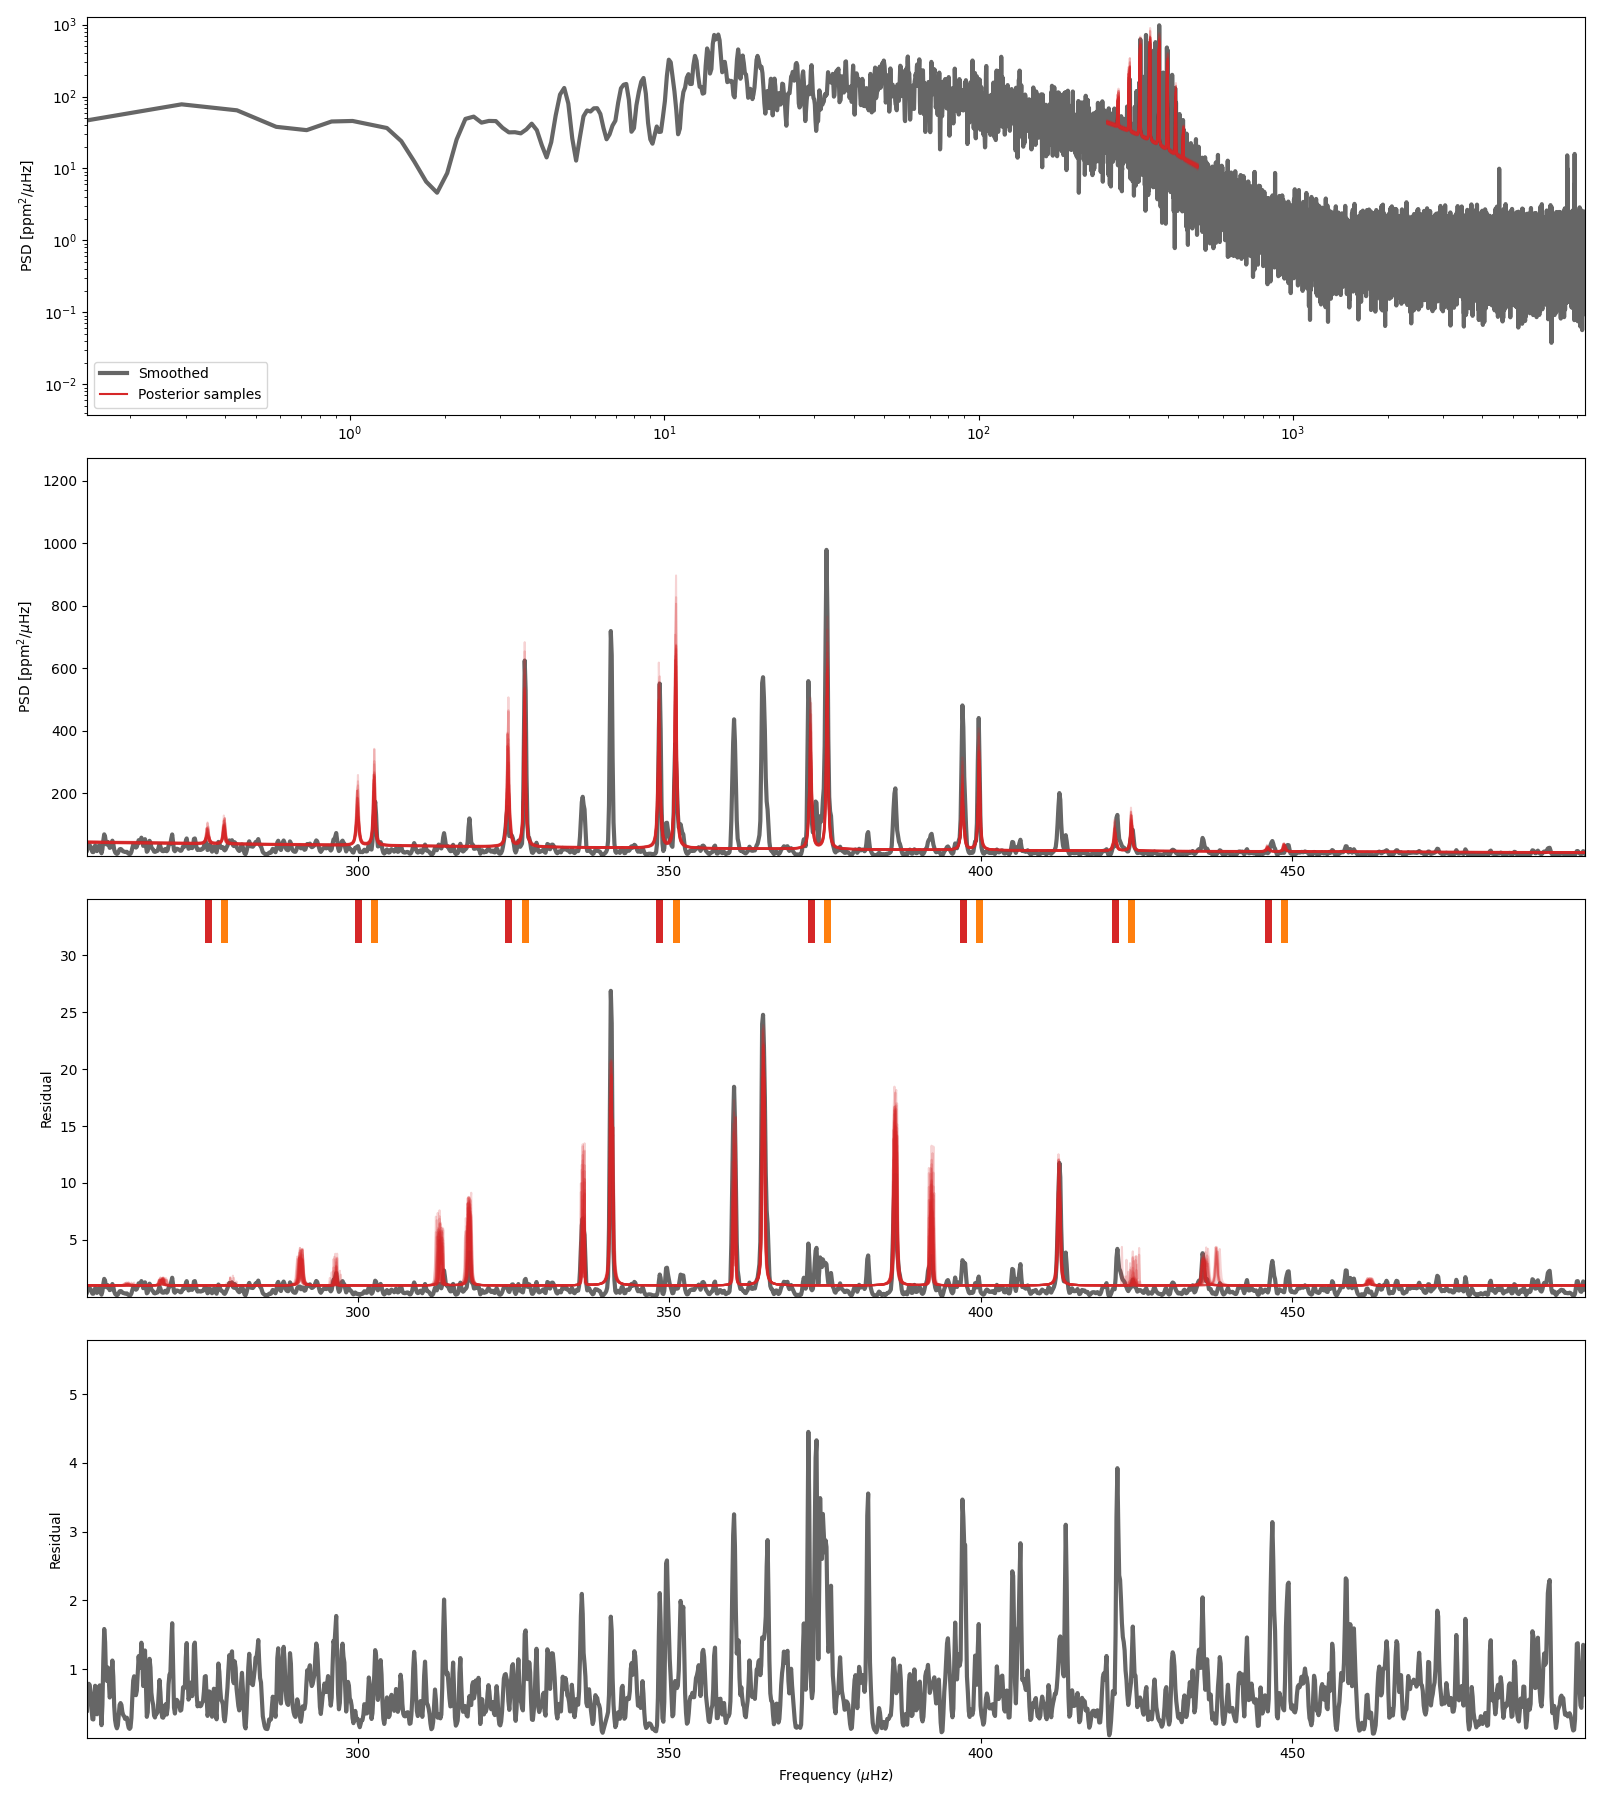 10³
10²
10¹
10⁰
10⁻¹
10⁻²
PSD [ppm²/μHz]
Smoothed
Posterior samples
10⁰ 10¹ 10² 10³
1200
1000
800
600
400
200
PSD [ppm²/μHz]
300 350 400 450
30
25
20
15
10
5
Residual
300 350 400 450
5
4
3
2
1
Residual
300 350 400 450
Frequency (μHz)